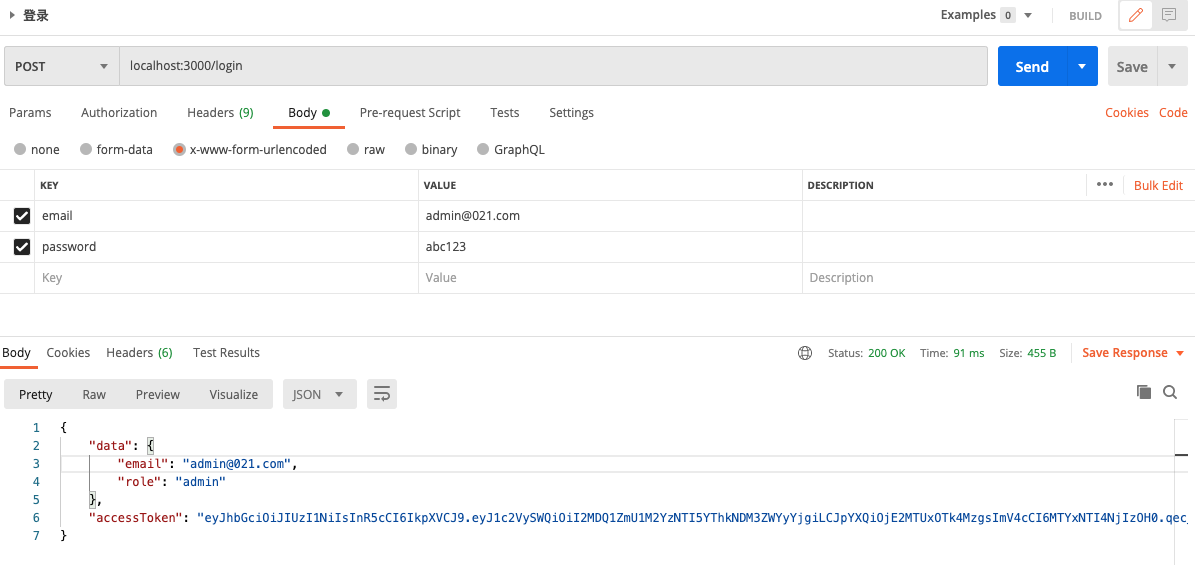 登录
Examples 0
BUILD
POST localhost:3000/login Send Save
Params Authorization Headers (9) Body Pre-request Script Tests Settings Cookies Code
none form-data x-www-form-urlencoded raw binary GraphQL
KEY VALUE DESCRIPTION ••• Bulk Edit
email admin@021.com
password abc123
Key Value Description
Body Cookies Headers (6) Test Results Status: 200 OK Time: 91 ms Size: 455 B Save Response
Pretty Raw Preview Visualize JSON
1 {
2 "data": {
3 "email": "admin@021.com",
4 "role": "admin"
5 },
6 "accessToken": "eyJhbGciOiJIUzI1NiIsInR5cCI6IkpXVCJ9.eyJ1c2VySWQiOiI2MDQ1ZmU1M2YzNTI5YThkNDM3ZWYyYjgiLCJpYXQiOjE2MTUxOTk4MzgsImV4cCI6MTYxNTI4NjIzOH0.qec_
7 }